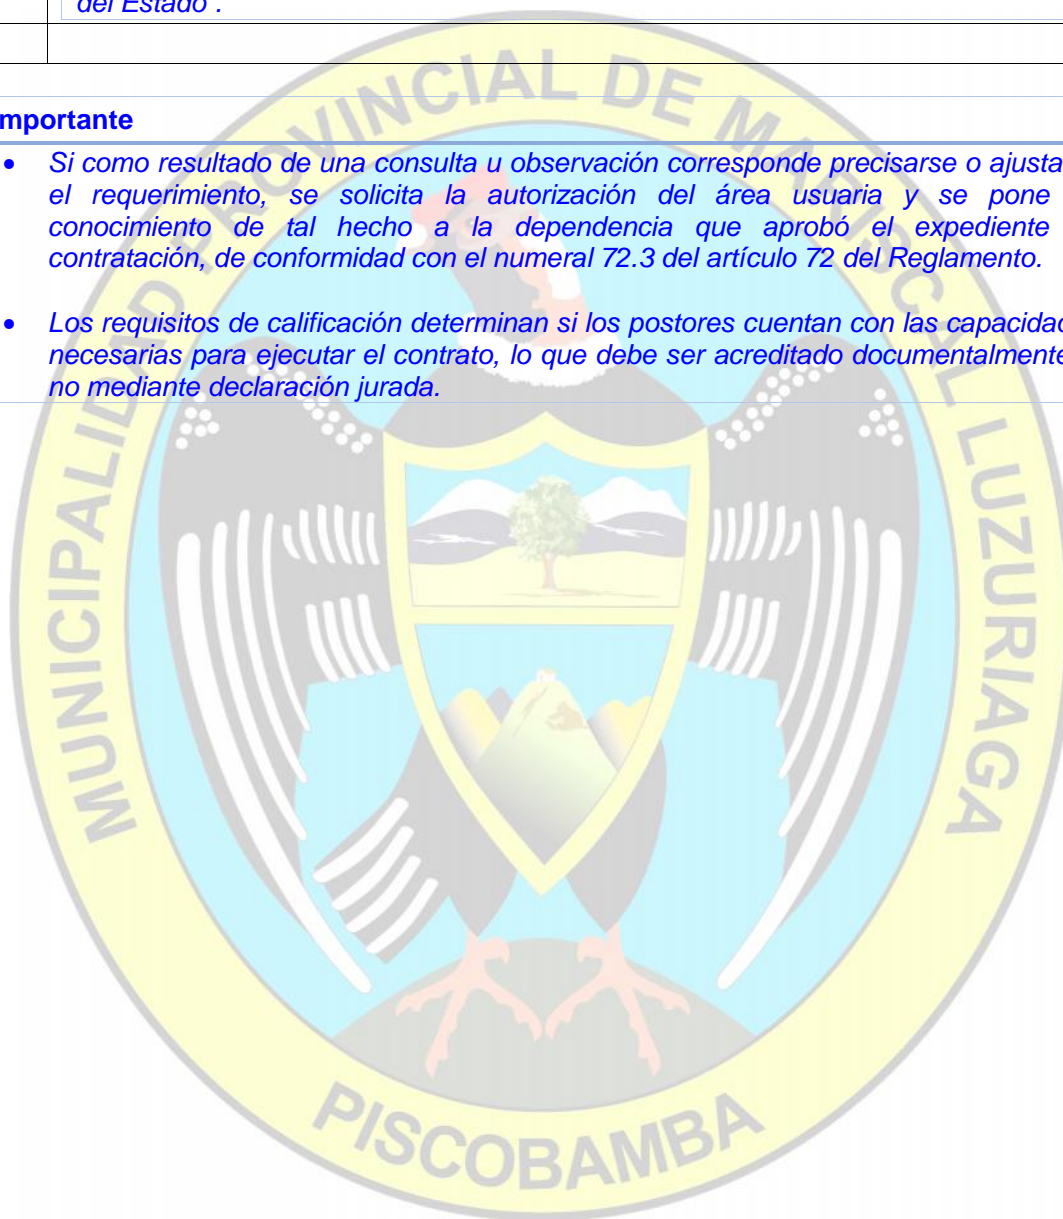 del Estado".
mportante
• Si como resultado de una consulta u observación corresponde precisarse o ajusta
el requerimiento, se solicita la autorización del área usuaria y se pone
conocimiento de tal hecho a la dependencia que aprobó el expediente
contratación, de conformidad con el numeral 72.3 del artículo 72 del Reglamento.
• Los requisitos de calificación determinan si los postores cuentan con las capacidad
necesarias para ejecutar el contrato, lo que debe ser acreditado documentalmente
no mediante declaración jurada.
MUNICIPALIDAD PROVINCIAL DE MARISCAL LUZURIAGA
PISCOBAMBA